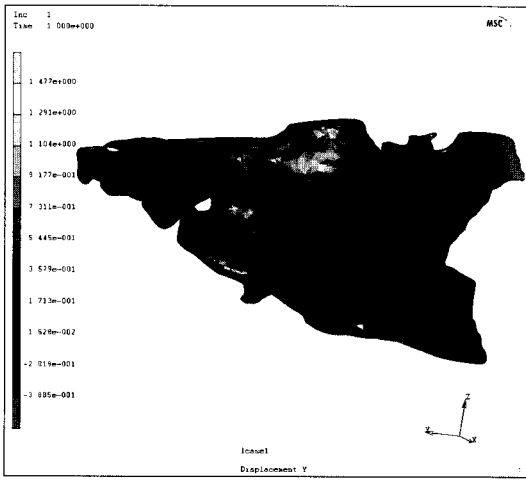 Inc 1
Time 1 000e+000
MSC
1 477e+000
1 291e+000
1 104e+000
9 177e-001
7 311e-001
5 445e-001
3 579e-001
1 713e-001
1 528e-002
-2 019e-001
-3 885e-001
Z
Y
X
lcase1
Displacement Y
1